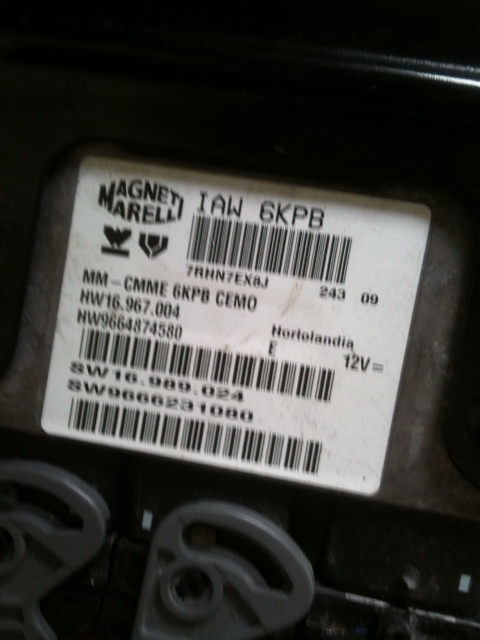 MAGNETI
MARELLI
IAW 6KPB
7RHN7EX8J
243 09
MM-CMME 6KPB CEMO
HW16.967.004
HW9664874580
Hortolandia
E
12V=
SW16.989.024
SW9666231080